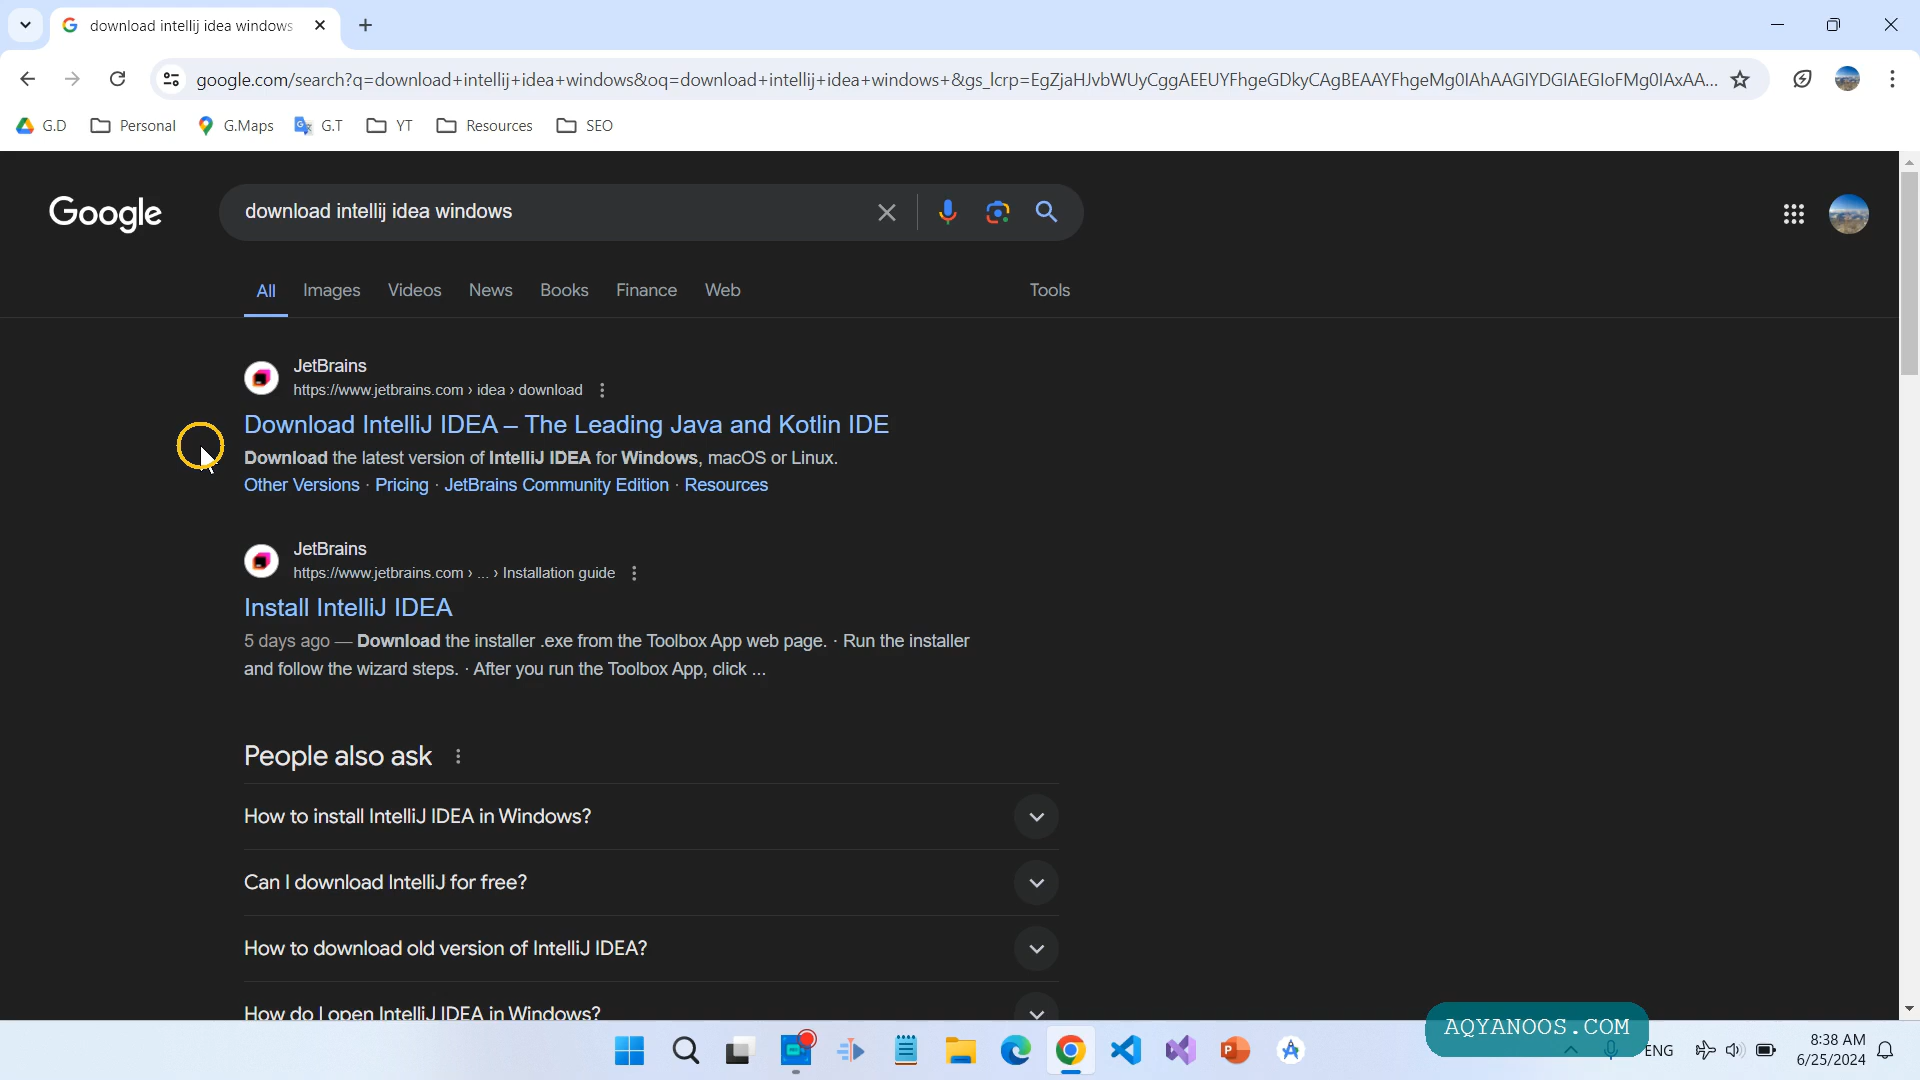 download intellij idea windows
google.com/search?q=download+intellij+idea+windows&oq=download+intellij+idea+windows+&gs_lcrp=EgZjaHJvbWUyCggAEEUYFhgeGDkyCAgBEAAYFhgeMg0IAhAAGIYDGIAEGIoFMg0IAxAA...
G.D Personal G.Maps G.T YT Resources SEO
Google
download intellij idea windows
All Images Videos News Books Finance Web Tools
JetBrains
https://www.jetbrains.com › idea › download
Download IntelliJ IDEA – The Leading Java and Kotlin IDE
Download the latest version of IntelliJ IDEA for Windows, macOS or Linux.
Other Versions · Pricing · JetBrains Community Edition · Resources
JetBrains
https://www.jetbrains.com › ... › Installation guide
Install IntelliJ IDEA
5 days ago — Download the installer .exe from the Toolbox App web page. · Run the installer
and follow the wizard steps. · After you run the Toolbox App, click ...
People also ask
How to install IntelliJ IDEA in Windows?
Can I download IntelliJ for free?
How to download old version of IntelliJ IDEA?
How do I open IntelliJ IDEA in Windows?
AQYANOOS.COM
ENG
8:38 AM
6/25/2024